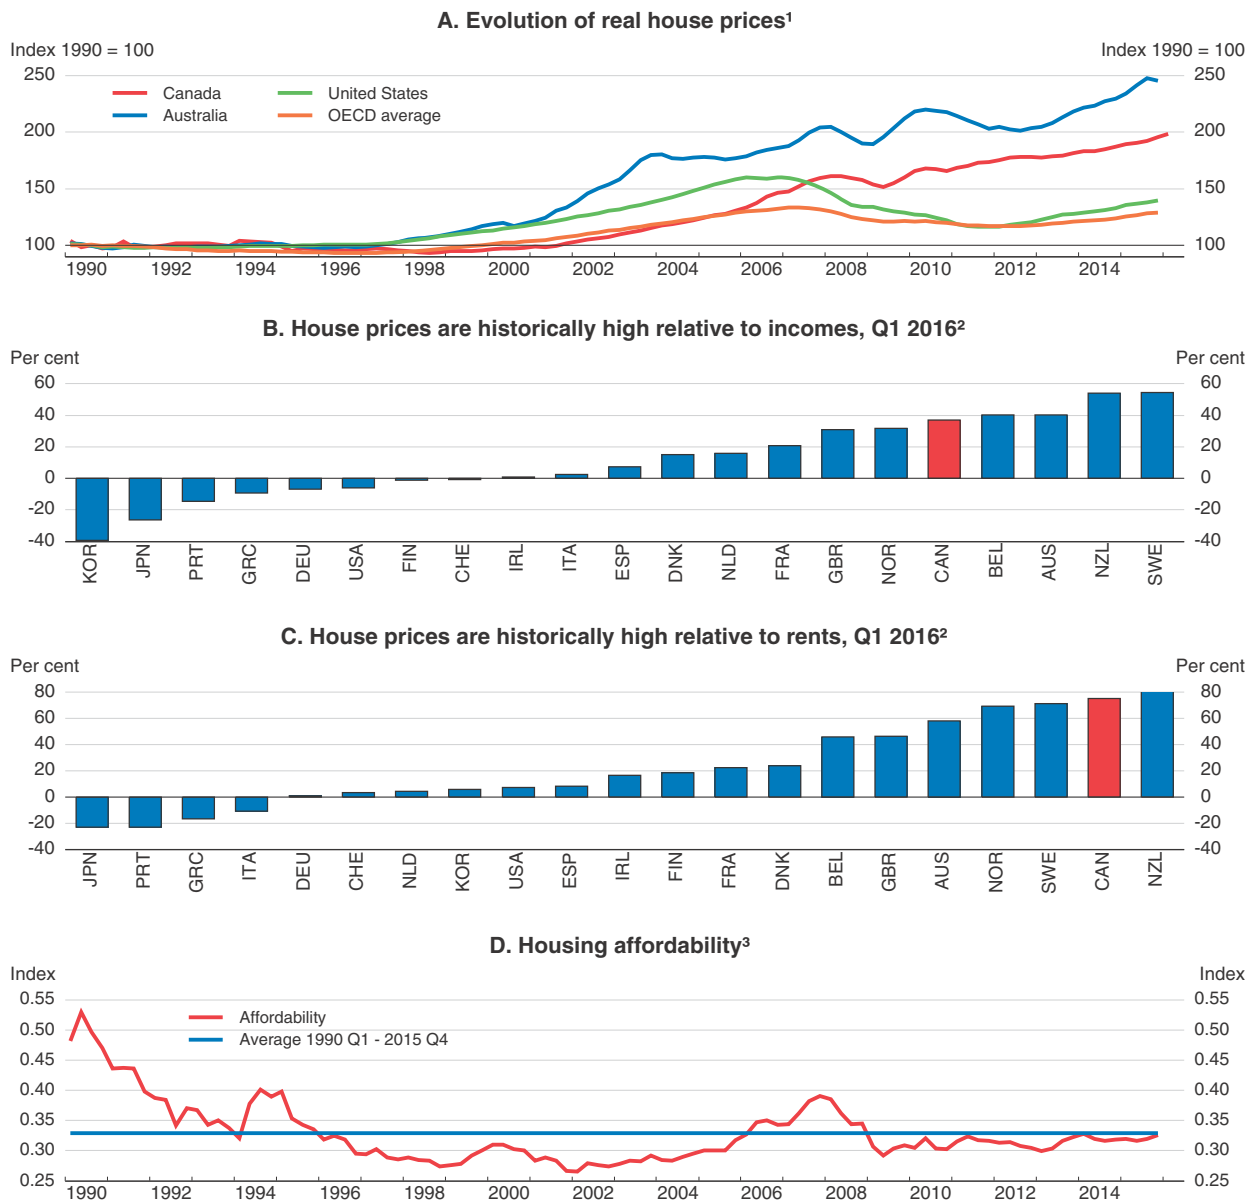 A. Evolution of real house prices¹
Index 1990 = 100 Index 1990 = 100
250 250
Canada United States
Australia OECD average
200 200
150 150
100 100
1990 1992 1994 1996 1998 2000 2002 2004 2006 2008 2010 2012 2014
B. House prices are historically high relative to incomes, Q1 2016²
Per cent Per cent
60 60
40 40
20 20
0 0
-20 -20
-40 -40
KOR JPN PRT GRC DEU USA FIN CHE IRL ITA ESP DNK NLD FRA GBR NOR CAN BEL AUS NZL SWE
C. House prices are historically high relative to rents, Q1 2016²
Per cent Per cent
80 80
60 60
40 40
20 20
0 0
-20 -20
-40 -40
JPN PRT GRC ITA DEU CHE NLD KOR USA ESP IRL FIN FRA DNK BEL GBR AUS NOR SWE CAN NZL
D. Housing affordability³
Index Index
0.55 0.55
Affordability
0.50 0.50
Average 1990 Q1 - 2015 Q4
0.45 0.45
0.40 0.40
0.35 0.35
0.30 0.30
0.25 0.25
1990 1992 1994 1996 1998 2000 2002 2004 2006 2008 2010 2012 2014